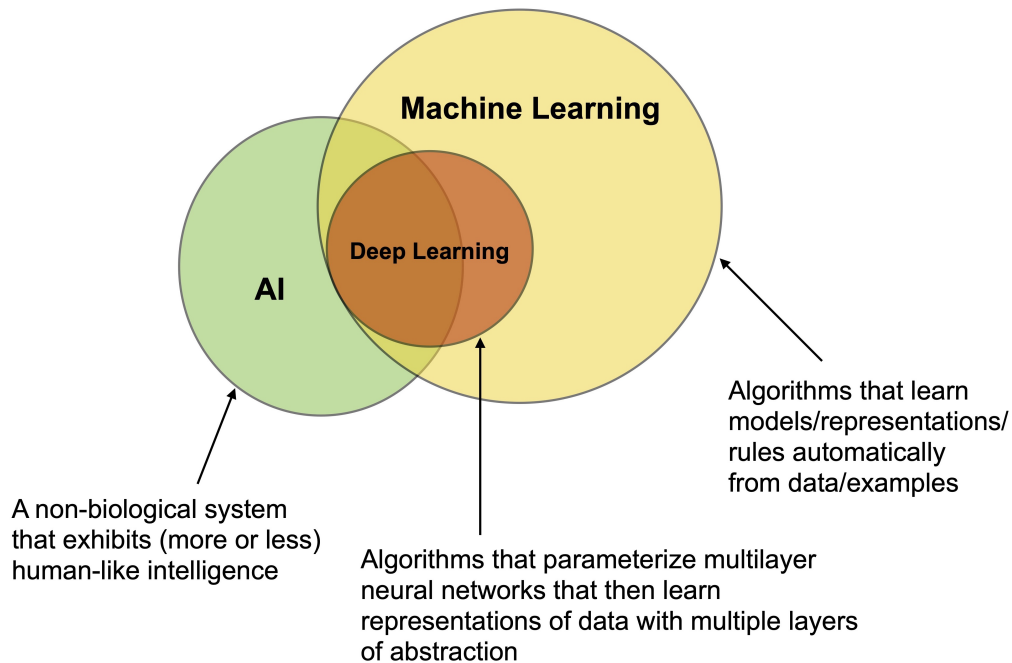 Machine Learning
Deep Learning
AI
Algorithms that learn
models/representations/
rules automatically
from data/examples
A non-biological system
that exhibits (more or less)
human-like intelligence
Algorithms that parameterize multilayer
neural networks that then learn
representations of data with multiple layers
of abstraction